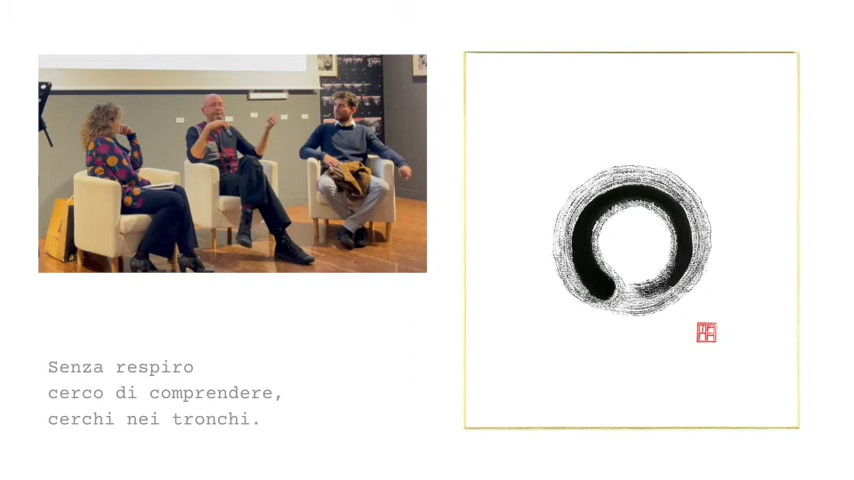 Senza respiro
cerco di comprendere,
cerchi nei tronchi.